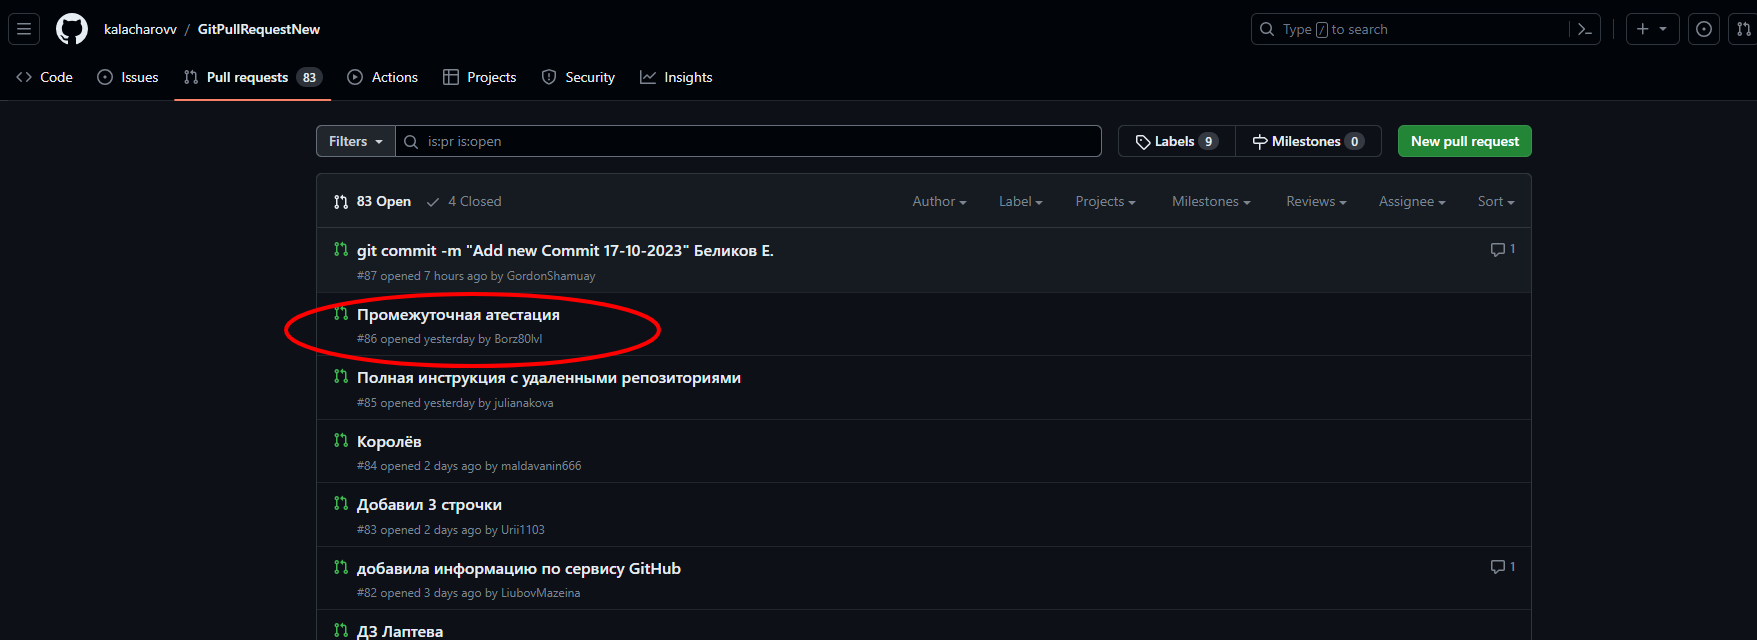 kalacharovv / GitPullRequestNew
Type / to search
Code Issues Pull requests 83 Actions Projects Security Insights
Filters is:pr is:open Labels 9 Milestones 0 New pull request
83 Open 4 Closed Author Label Projects Milestones Reviews Assignee Sort
git commit -m "Add new Commit 17-10-2023" Беликов Е. 1
#87 opened 7 hours ago by GordonShamuay
Промежуточная атестация
#86 opened yesterday by Borz80lvl
Полная инструкция с удаленными репозиториями
#85 opened yesterday by julianakova
Королёв
#84 opened 2 days ago by maldavanin666
Добавил 3 строчки
#83 opened 2 days ago by Urii1103
добавила информацию по сервису GitHub 1
#82 opened 3 days ago by LiubovMazeina
ДЗ Лаптева